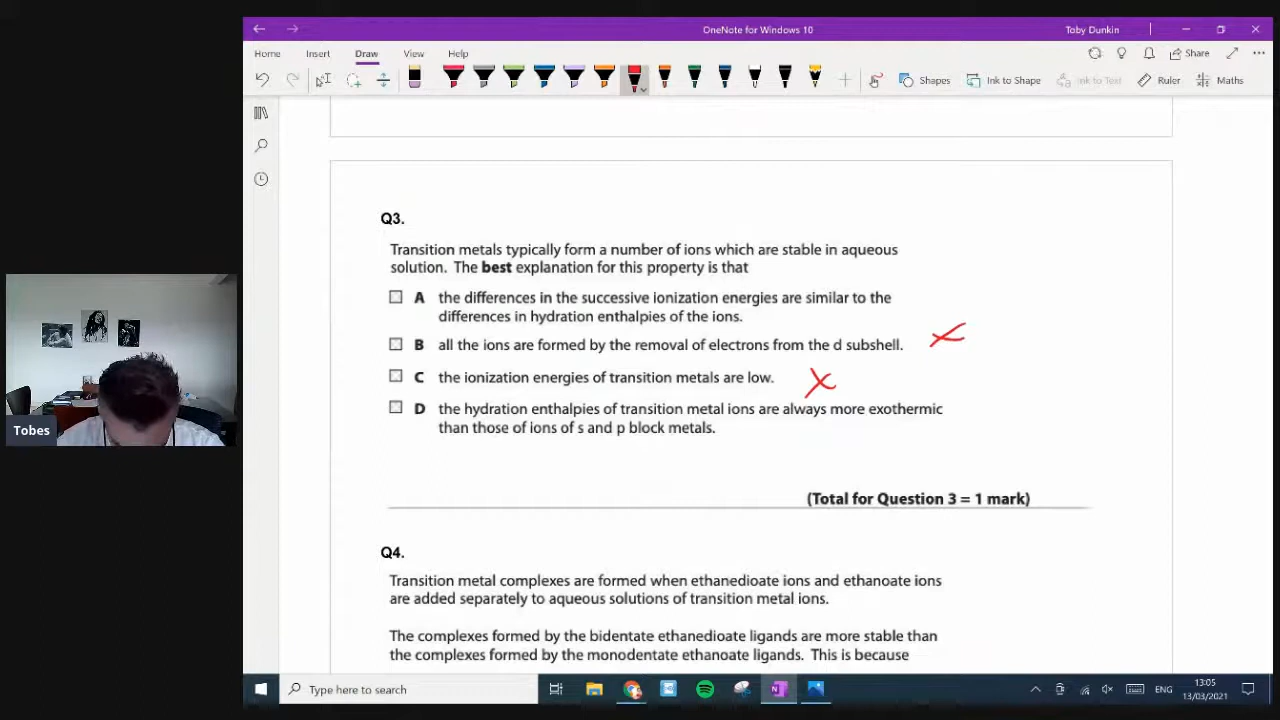 OneNote for Windows 10
Toby Dunkin
Home Insert Draw View Help
Share
Shapes
Ink to Shape
Ink to Text
Ruler
Maths
Q3.
Transition metals typically form a number of ions which are stable in aqueous
solution. The best explanation for this property is that
A the differences in the successive ionization energies are similar to the
differences in hydration enthalpies of the ions.
B all the ions are formed by the removal of electrons from the d subshell.
C the ionization energies of transition metals are low.
D the hydration enthalpies of transition metal ions are always more exothermic
than those of ions of s and p block metals.
(Total for Question 3 = 1 mark)
Q4.
Transition metal complexes are formed when ethanedioate ions and ethanoate ions
are added separately to aqueous solutions of transition metal ions.
The complexes formed by the bidentate ethanedioate ligands are more stable than
the complexes formed by the monodentate ethanoate ligands. This is because
Tobes
Type here to search
ENG
13:05
13/03/2021